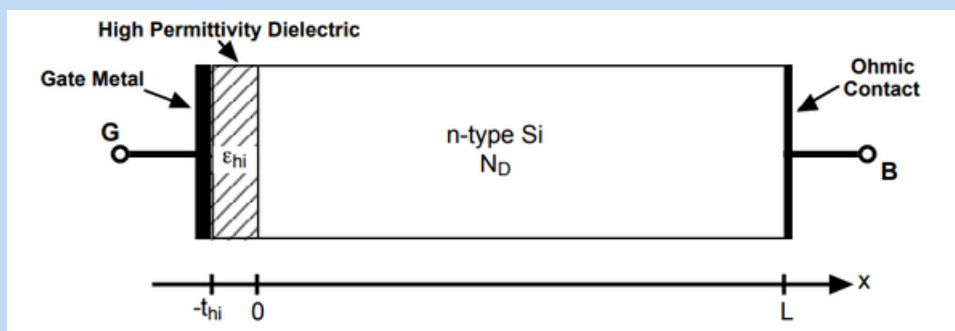 High Permittivity Dielectric
Gate Metal
Ohmic
Contact
G
εhi
n-type Si
ND
B
x
-thi
0
L